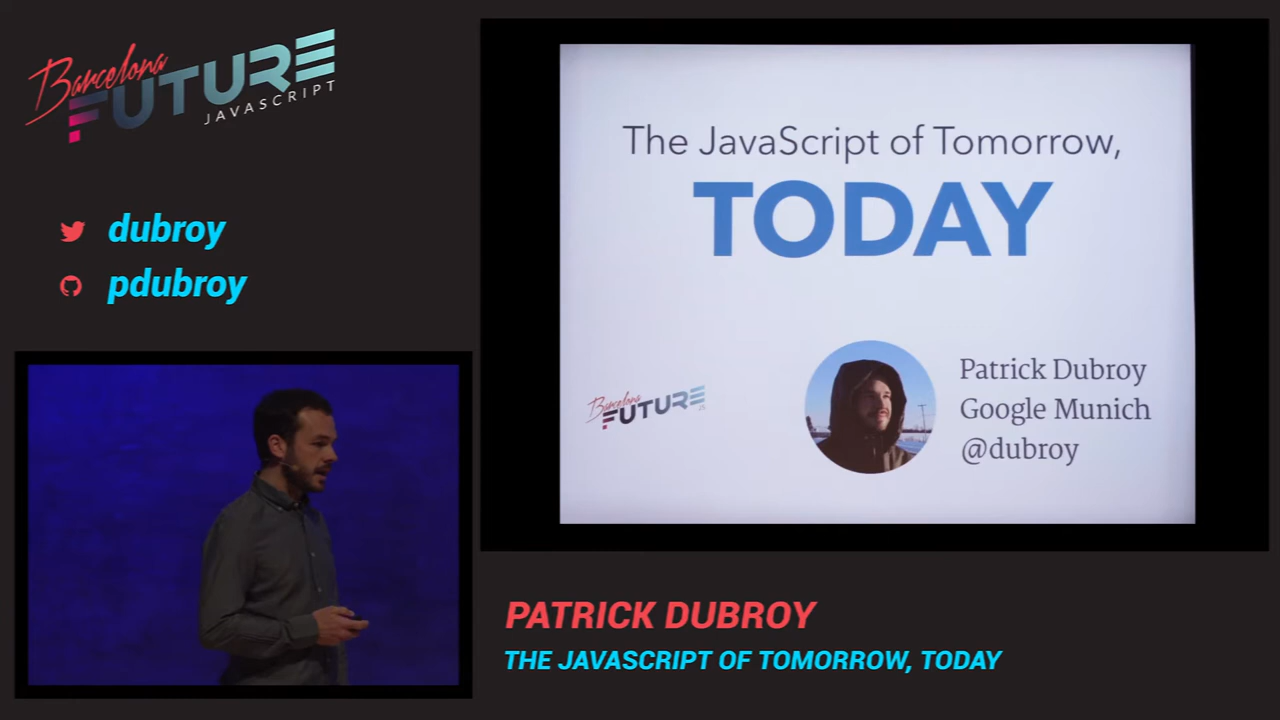 Barcelona
FUTURE
JAVASCRIPT
dubroy
pdubroy
The JavaScript of Tomorrow,
TODAY
Barcelona
FUTURE
JS
Patrick Dubroy
Google Munich
@dubroy
PATRICK DUBROY
THE JAVASCRIPT OF TOMORROW, TODAY